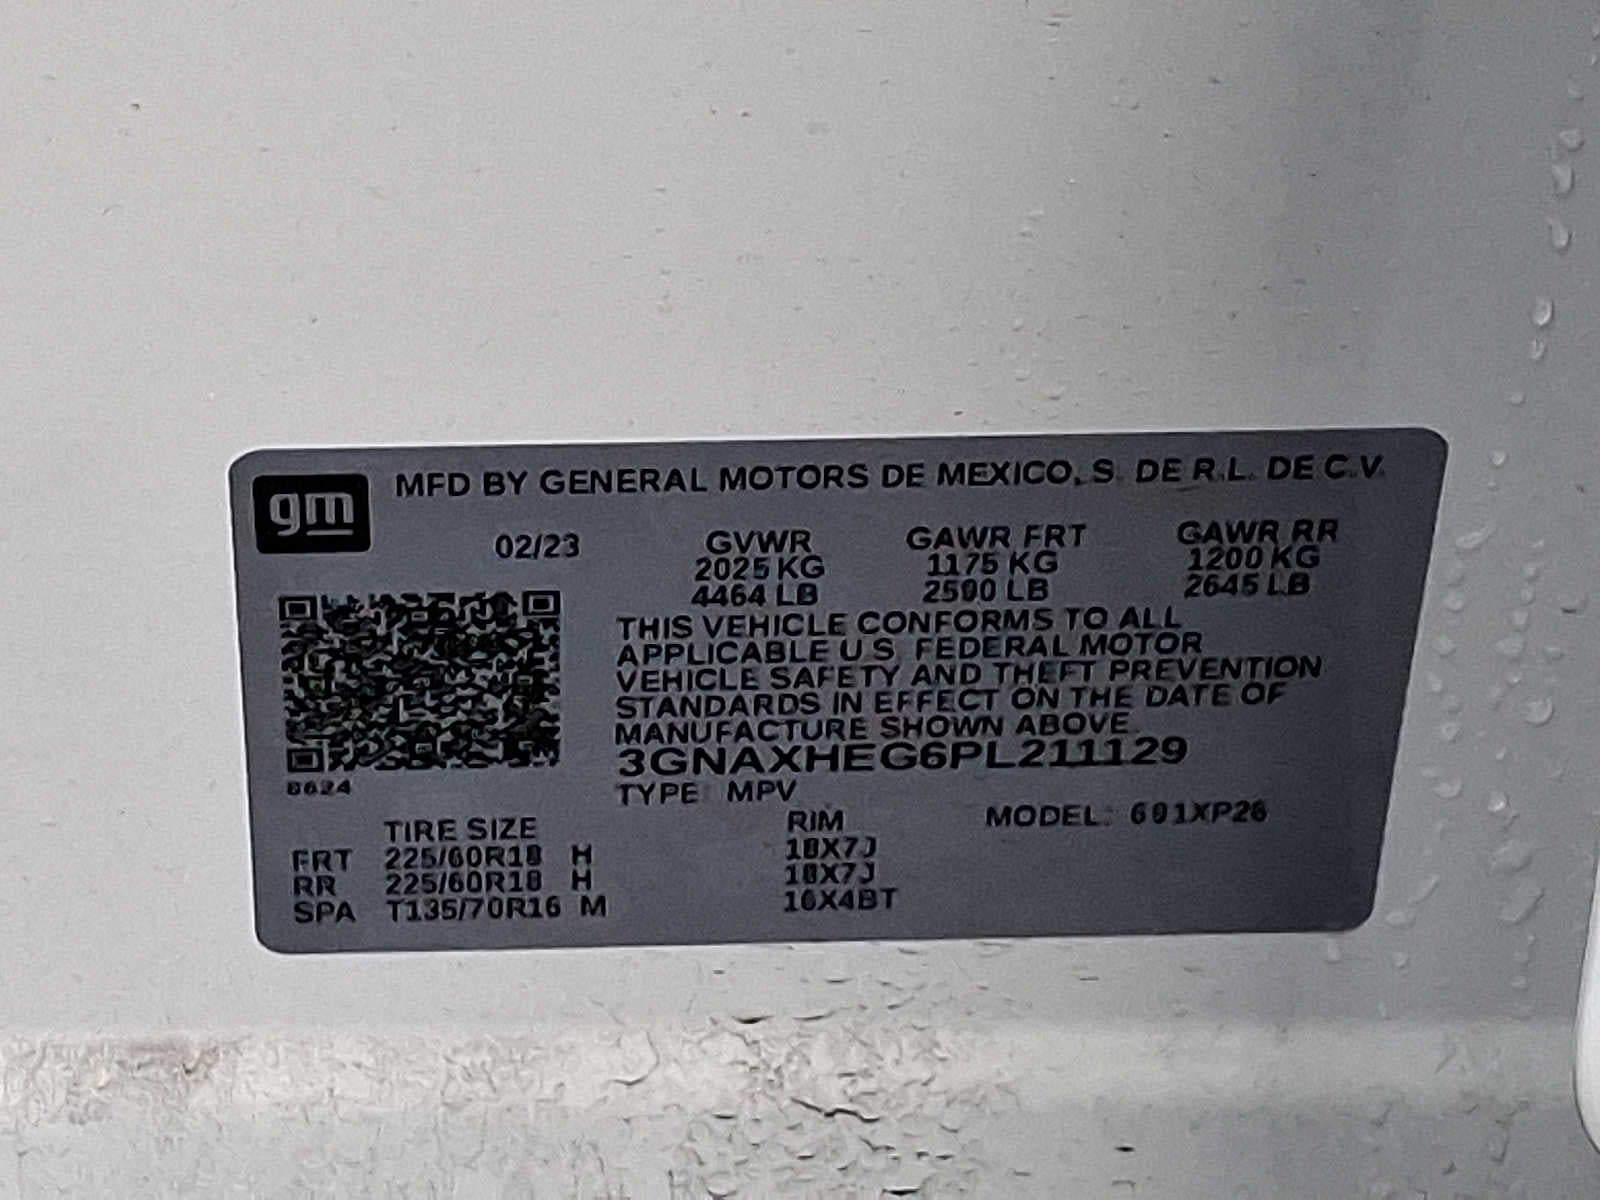 gm
MFD BY GENERAL MOTORS DE MEXICO, S. DE R.L. DE C.V.
02/23 GVWR GAWR FRT GAWR RR
2025 KG 1175 KG 1200 KG
4464 LB 2590 LB 2645 LB
THIS VEHICLE CONFORMS TO ALL
APPLICABLE U.S. FEDERAL MOTOR
VEHICLE SAFETY AND THEFT PREVENTION
STANDARDS IN EFFECT ON THE DATE OF
MANUFACTURE SHOWN ABOVE.
3GNAXHEG6PL211129
8624
TYPE: MPV
TIRE SIZE RIM MODEL:
FRT 225/60R18 H 18X7J
RR 225/60R18 H 18X7J
SPA T135/70R16 M 16X4BT